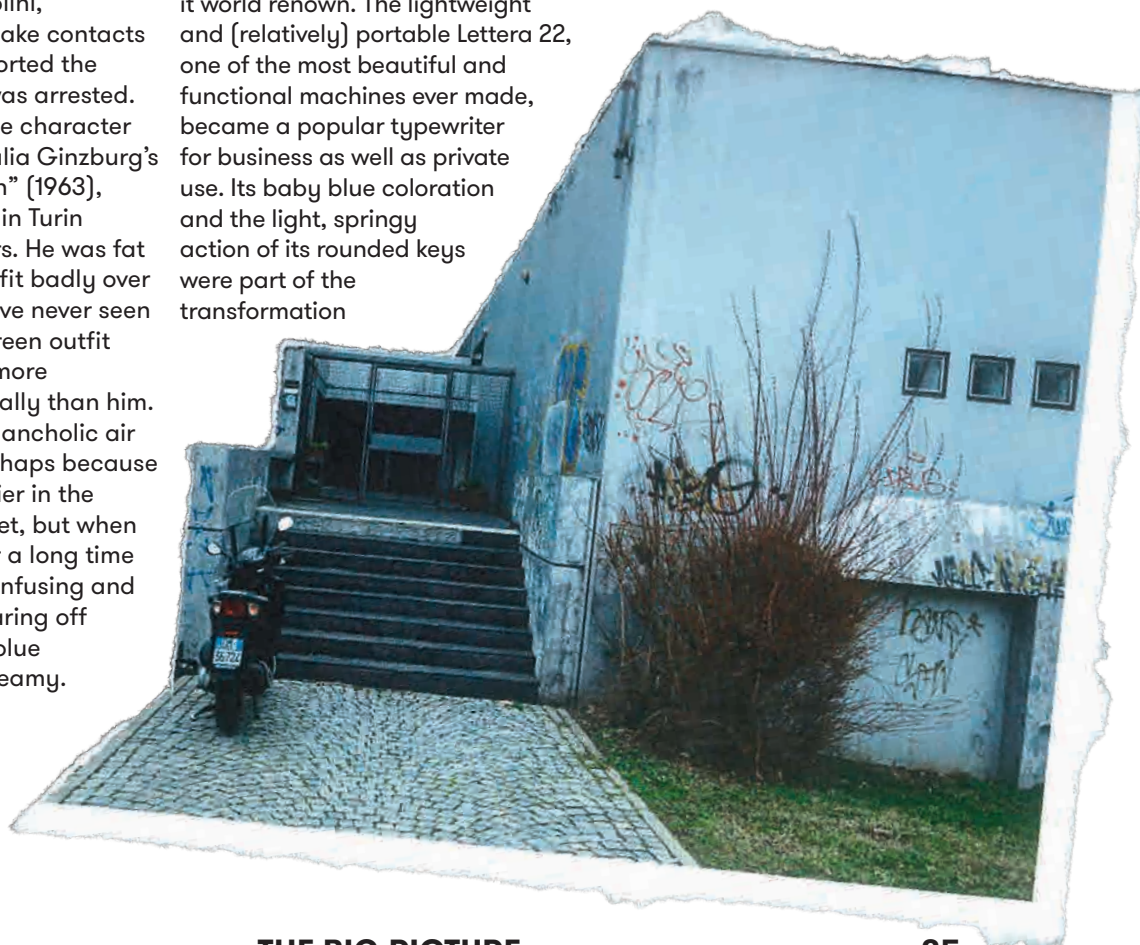 lini,
ake contacts
orted the
as arrested.
e character
lia Ginzburg's
n” (1963),
in Turin
s. He was fat
fit badly over
ve never seen
reen outfit
more
ally than him.
ancholic air
haps because
ier in the
et, but when
r a long time
nfusing and
aring off
blue
eamy.
it world renown. The lightweight
and (relatively) portable Lettera 22,
one of the most beautiful and
functional machines ever made,
became a popular typewriter
for business as well as private
use. Its baby blue coloration
and the light, springy
action of its rounded keys
were part of the
transformation
THE BIG PICTURE